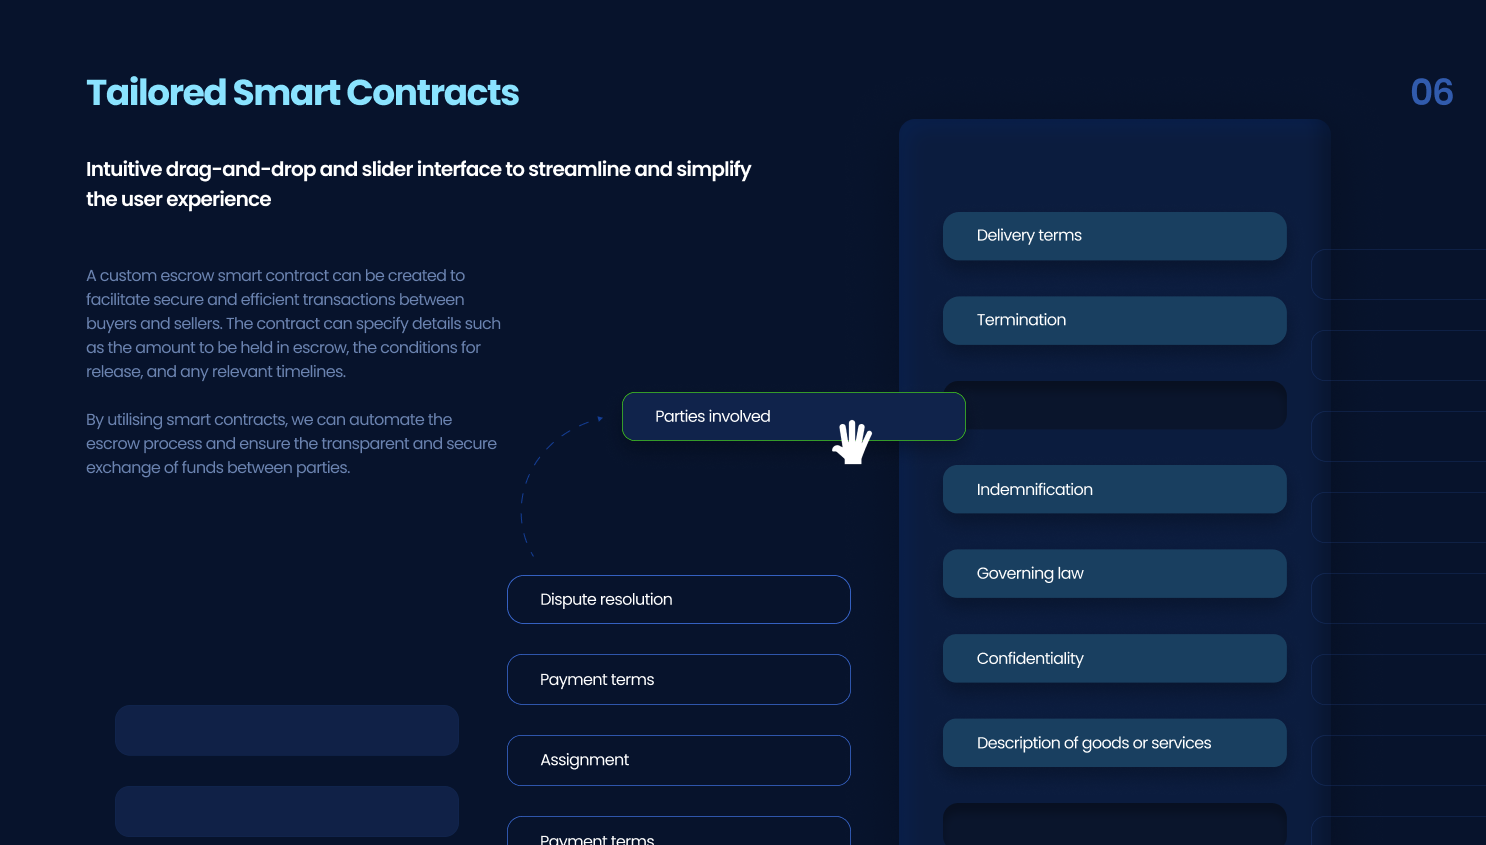 Tailored Smart Contracts
06
Intuitive drag-and-drop and slider interface to streamline and simplify
the user experience
A custom escrow smart contract can be created to
facilitate secure and efficient transactions between
buyers and sellers. The contract can specify details such
as the amount to be held in escrow, the conditions for
release, and any relevant timelines.
By utilising smart contracts, we can automate the
escrow process and ensure the transparent and secure
exchange of funds between parties.
Parties involved
Dispute resolution
Payment terms
Assignment
Payment terms
Delivery terms
Termination
Indemnification
Governing law
Confidentiality
Description of goods or services